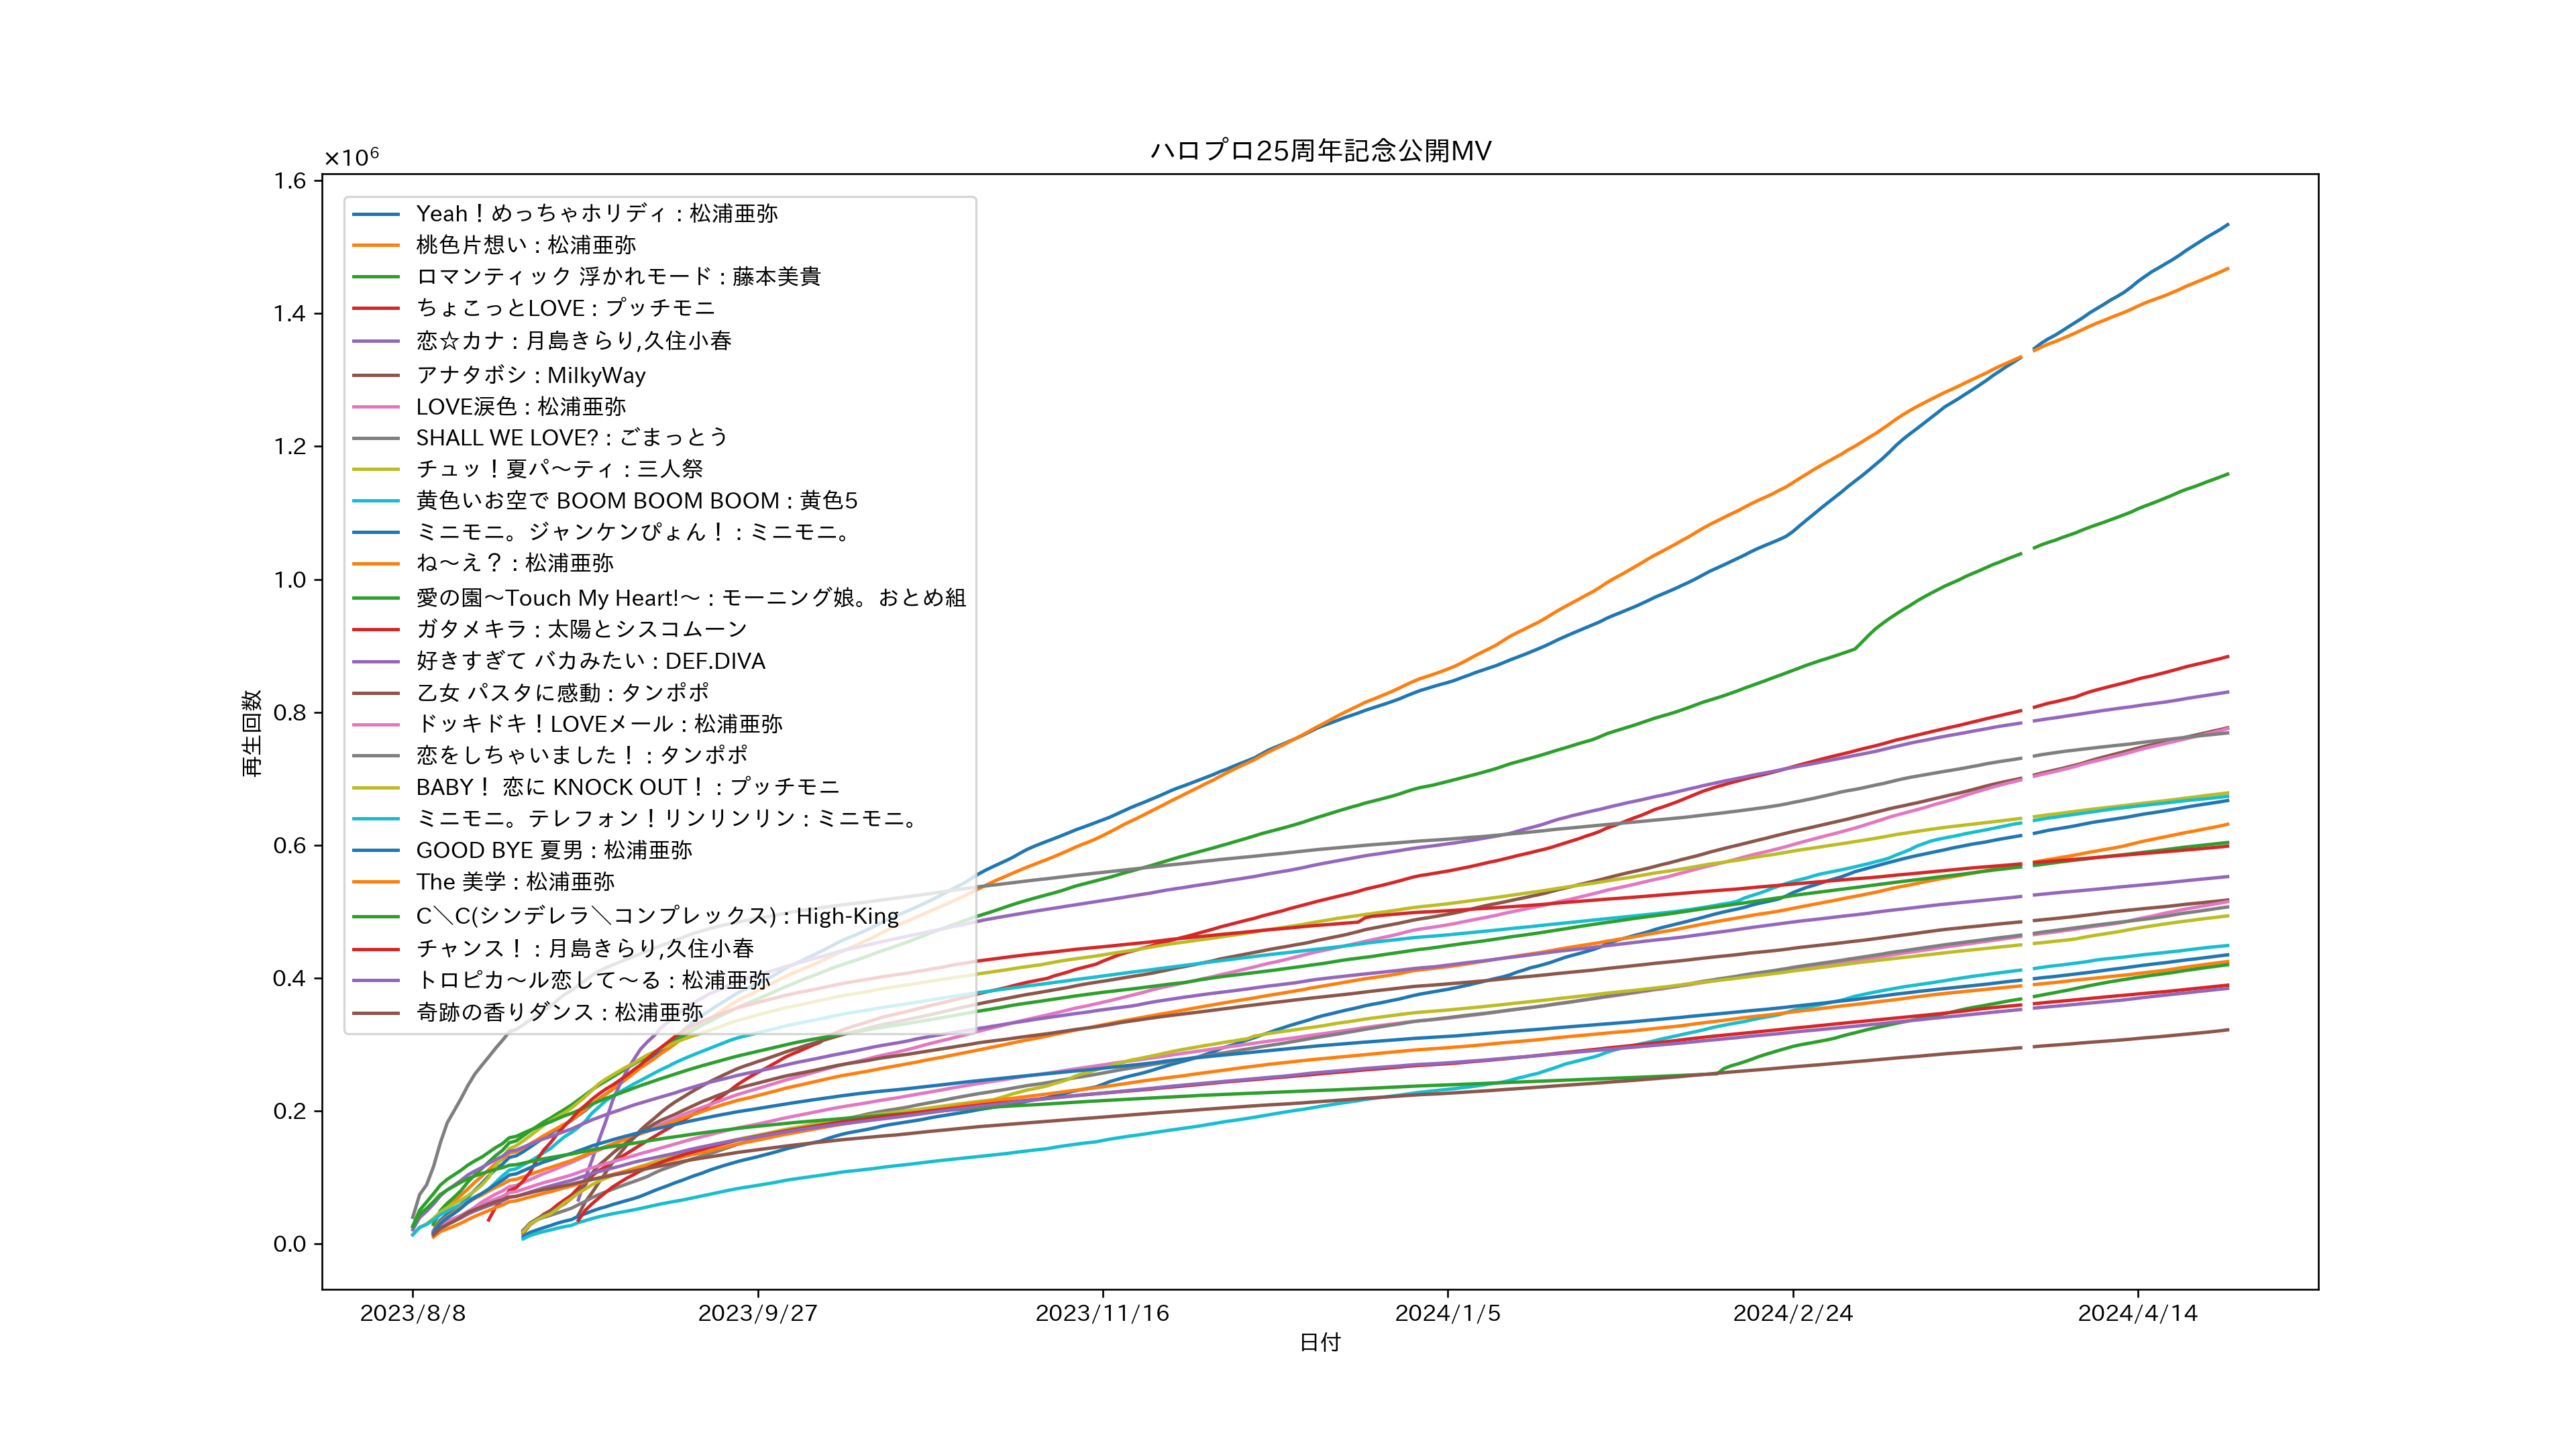 ハロプロ25周年記念公開MV
×10⁶
1.6
1.4
1.2
1.0
0.8
0.6
0.4
0.2
0.0
再生回数
Yeah！めっちゃホリディ : 松浦亜弥
桃色片想い : 松浦亜弥
ロマンティック 浮かれモード : 藤本美貴
ちょこっとLOVE : プッチモニ
恋☆カナ : 月島きらり,久住小春
アナタボシ : MilkyWay
LOVE涙色 : 松浦亜弥
SHALL WE LOVE? : ごまっとう
チュッ！夏パ〜ティ : 三人祭
黄色いお空で BOOM BOOM BOOM : 黄色5
ミニモニ。ジャンケンぴょん！ : ミニモニ。
ね〜え？ : 松浦亜弥
愛の園〜Touch My Heart!〜 : モーニング娘。おとめ組
ガタメキラ : 太陽とシスコムーン
好きすぎて バカみたい : DEF.DIVA
乙女 パスタに感動 : タンポポ
ドッキドキ！LOVEメール : 松浦亜弥
恋をしちゃいました！ : タンポポ
BABY！ 恋に KNOCK OUT！ : プッチモニ
ミニモニ。テレフォン！リンリンリン : ミニモニ。
GOOD BYE 夏男 : 松浦亜弥
The 美学 : 松浦亜弥
C＼C(シンデレラ＼コンプレックス) : High-King
チャンス！ : 月島きらり,久住小春
トロピカ〜ル恋して〜る : 松浦亜弥
奇跡の香りダンス : 松浦亜弥
2023/8/8
2023/9/27
2023/11/16
2024/1/5
2024/2/24
2024/4/14
日付